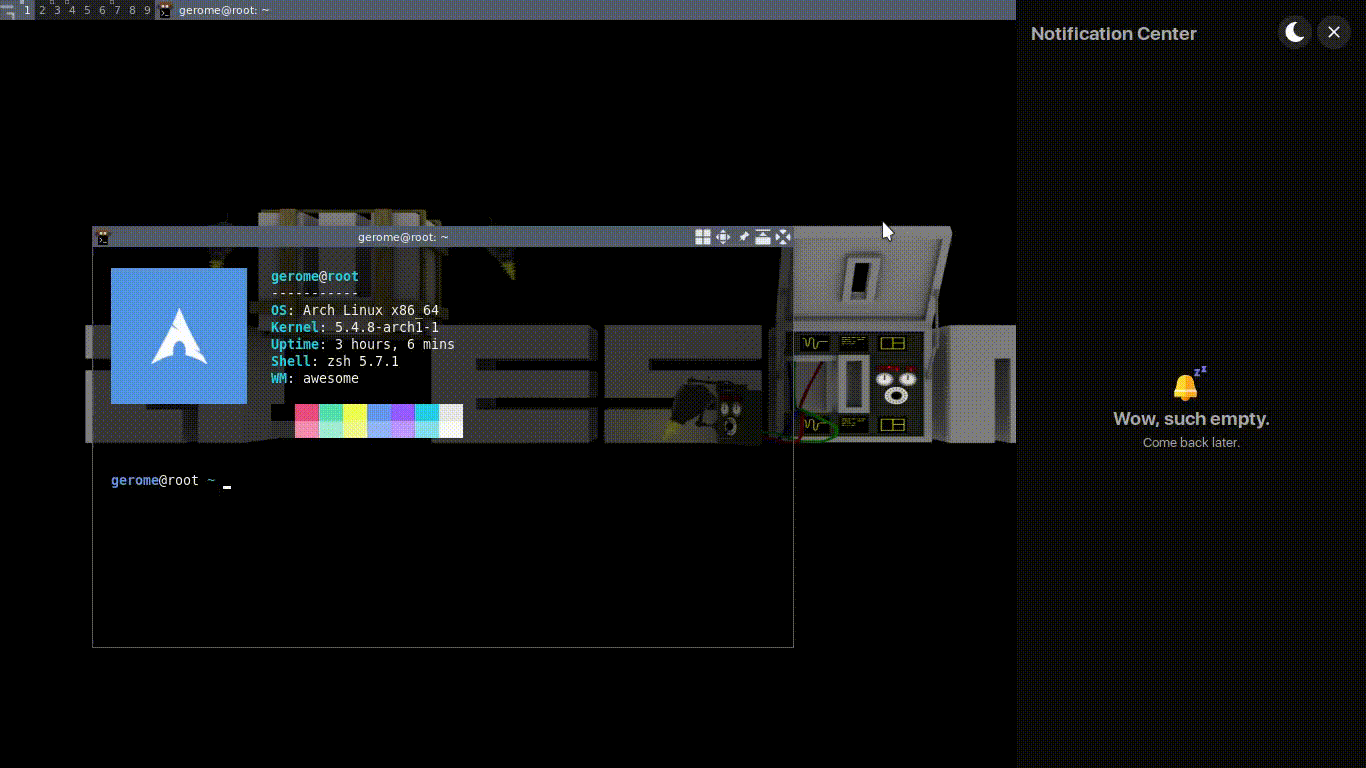 1 2 3 4 5 6 7 8 9 gerome@root: ~
Notification Center
gerome@root: ~
gerome@root
-----------
OS: Arch Linux x86_64
Kernel: 5.4.8-arch1-1
Uptime: 3 hours, 6 mins
Shell: zsh 5.7.1
WM: awesome
gerome@root ~
zz
Wow, such empty.
Come back later.